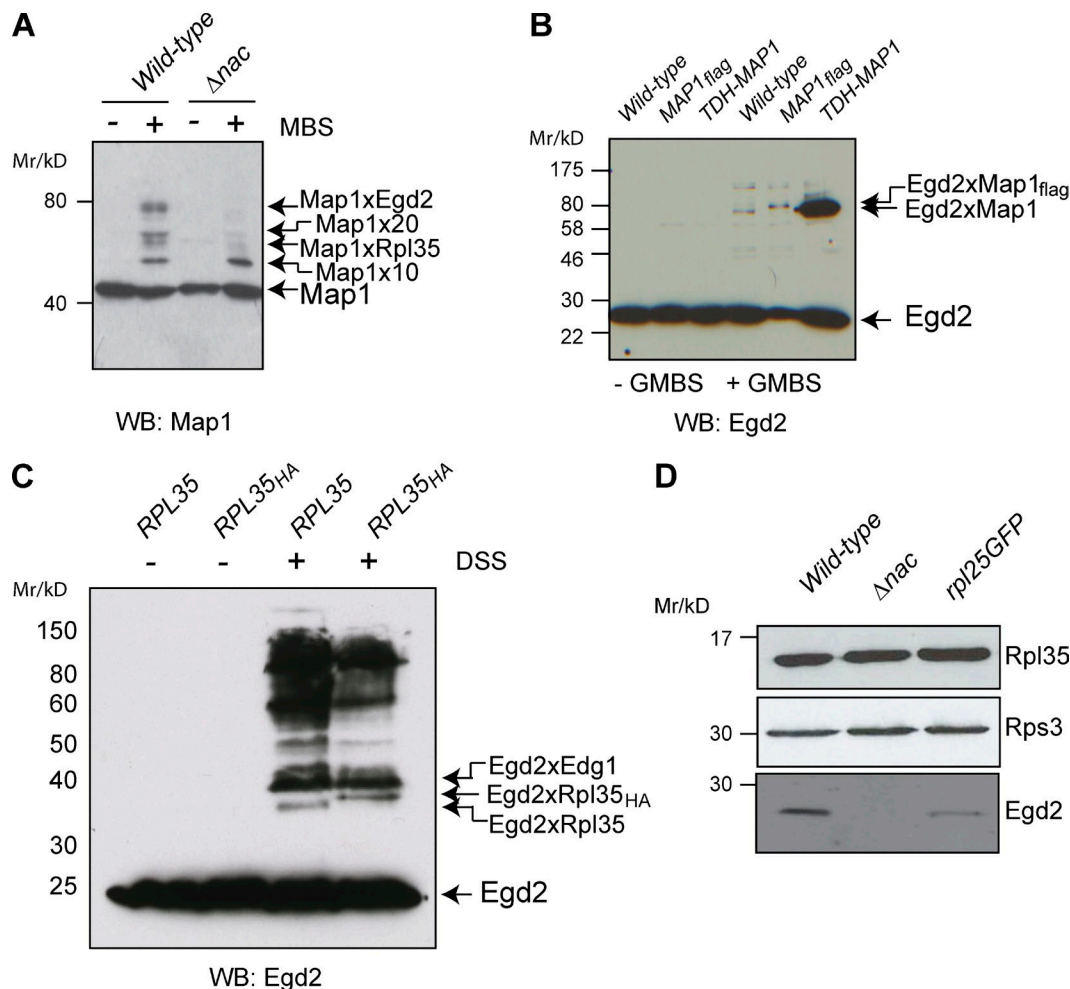 A
Wild-type Δnac
- + - + MBS
Mr/kD
80
40
Map1xEgd2
Map1x20
Map1xRpl35
Map1x10
Map1
WB: Map1
B
Wild-type MAP1flag TDH-MAP1 Wild-type MAP1flag TDH-MAP1
Mr/kD
175
80
58
46
30
22
Egd2xMap1flag
Egd2xMap1
Egd2
- GMBS + GMBS
WB: Egd2
C
RPL35 RPL35HA RPL35 RPL35HA
- - + + DSS
Mr/kD
150
80
60
50
40
30
25
Egd2xEdg1
Egd2xRpl35HA
Egd2xRpl35
Egd2
WB: Egd2
D
Wild-type Δnac rpl25GFP
Mr/kD
17
Rpl35
30
Rps3
30
Egd2